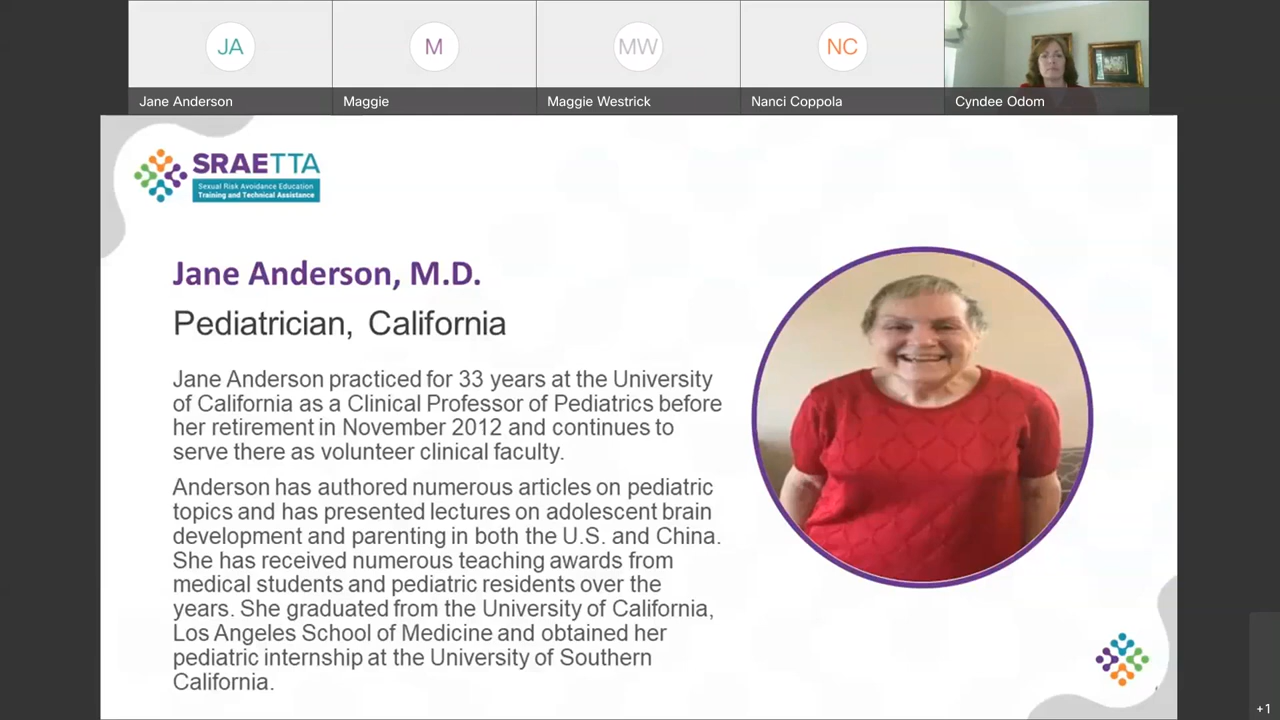 JA
M
MW
NC
Jane Anderson
Maggie
Maggie Westrick
Nanci Coppola
Cyndee Odom
SRAETTA
Sexual Risk Avoidance Education
Training and Technical Assistance
Jane Anderson, M.D.
Pediatrician, California
Jane Anderson practiced for 33 years at the University
of California as a Clinical Professor of Pediatrics before
her retirement in November 2012 and continues to
serve there as volunteer clinical faculty.
Anderson has authored numerous articles on pediatric
topics and has presented lectures on adolescent brain
development and parenting in both the U.S. and China.
She has received numerous teaching awards from
medical students and pediatric residents over the
years. She graduated from the University of California,
Los Angeles School of Medicine and obtained her
pediatric internship at the University of Southern
California.
+1